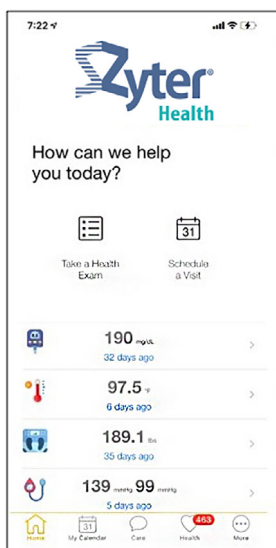 7:22
Zyter®
Health
How can we help
you today?
31
Take a Health
Exam
Schedule
a Visit
190 mg/dL
32 days ago
97.5 °F
6 days ago
189.1 lbs
35 days ago
139 mmHg 99 mmHg
5 days ago
31
463
Home
My Calendar
Care
Health
More